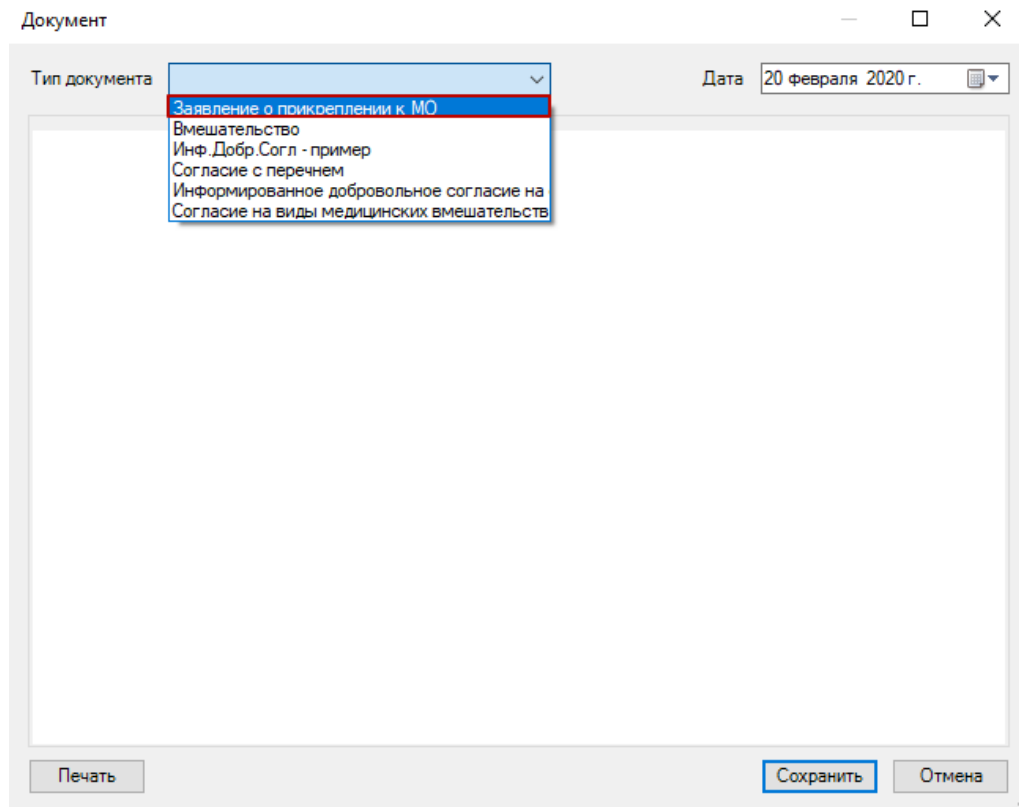 Документ
Тип документа
Дата 20 февраля 2020 г.
Заявление о прикреплении к МО
Вмешательство
Инф.Добр.Согл - пример
Согласие с перечнем
Информированное добровольное согласие на
Согласие на виды медицинских вмешательств
Печать Сохранить Отмена